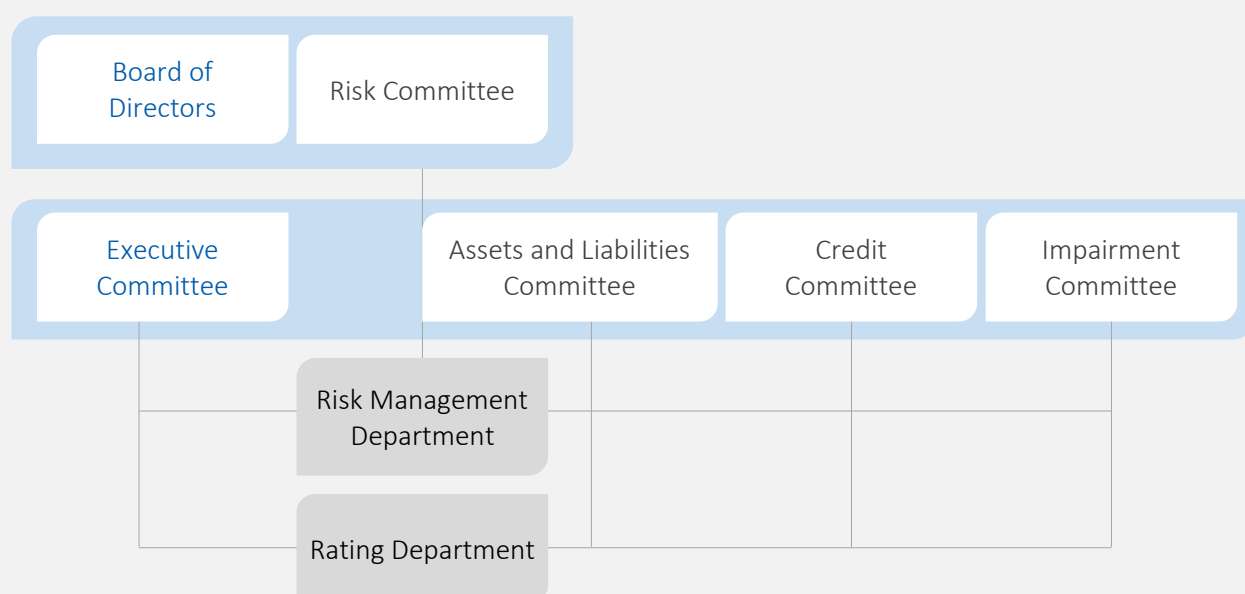 Board of
Directors
Risk Committee
Executive
Committee
Assets and Liabilities
Committee
Credit
Committee
Impairment
Committee
Risk Management
Department
Rating Department